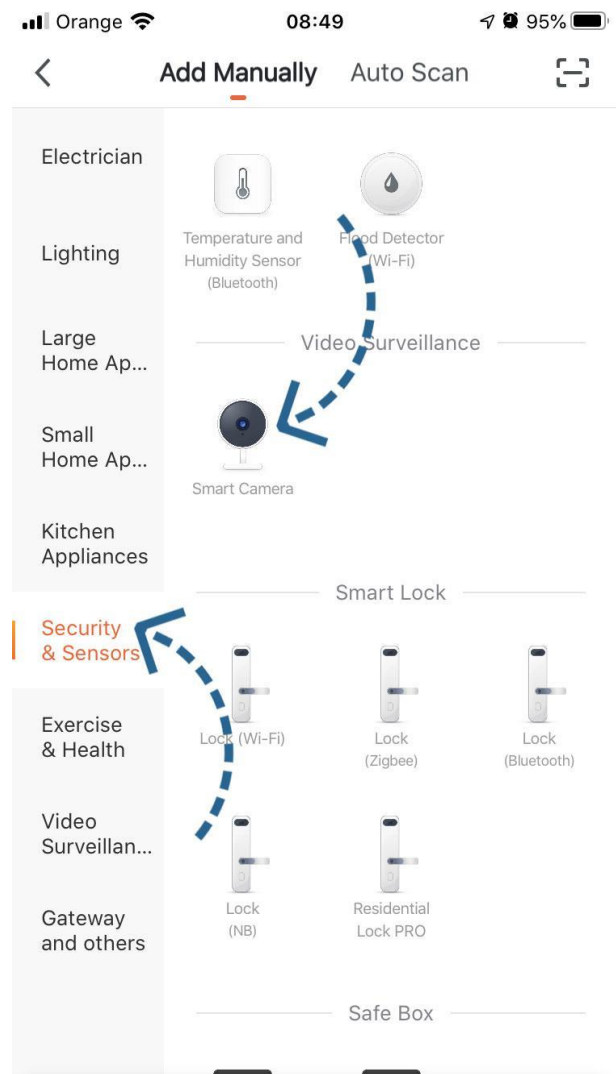 Orange
08:49
95%
Add Manually
Auto Scan
Electrician
Lighting
Large
Home Ap...
Small
Home Ap...
Kitchen
Appliances
Security
& Sensors
Exercise
& Health
Video
Surveillan...
Gateway
and others
Temperature and
Humidity Sensor
(Bluetooth)
Flood Detector
(Wi-Fi)
Video Surveillance
Smart Camera
Smart Lock
Lock (Wi-Fi)
Lock
(Zigbee)
Lock
(Bluetooth)
Lock
(NB)
Residential
Lock PRO
Safe Box